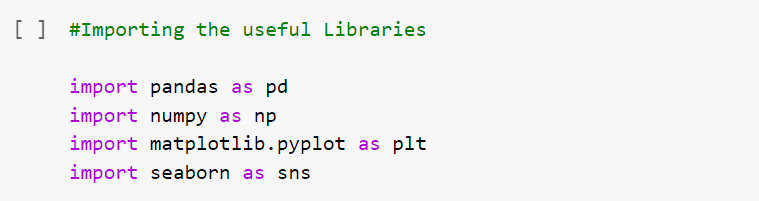 [ ] #Importing the useful Libraries
import pandas as pd
import numpy as np
import matplotlib.pyplot as plt
import seaborn as sns